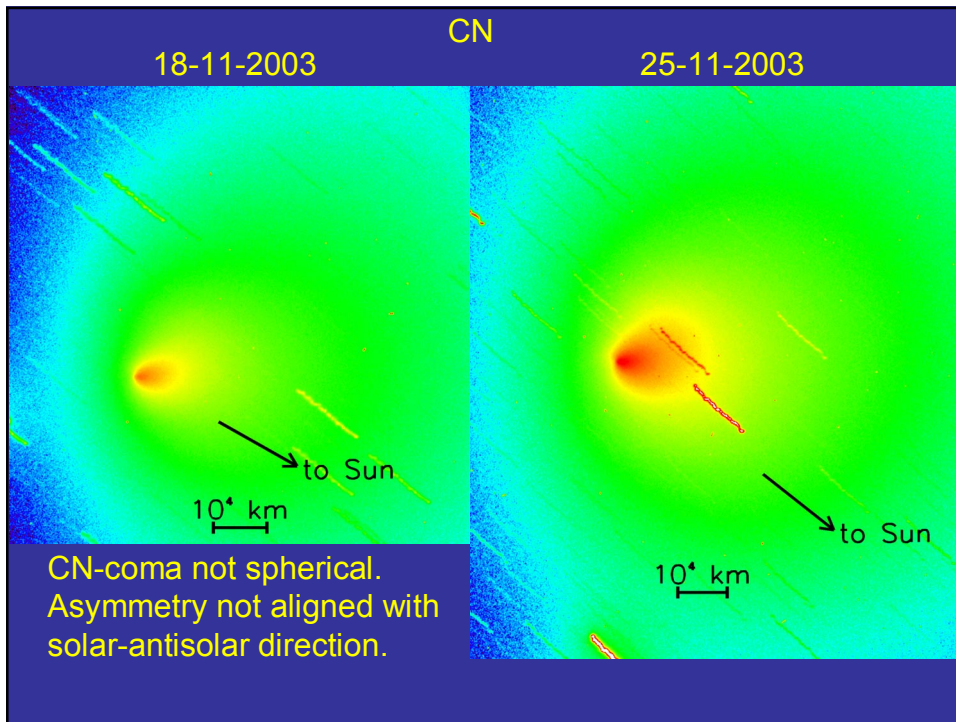 CN
18-11-2003
25-11-2003
to Sun
10⁴ km
to Sun
10⁴ km
CN-coma not spherical.
Asymmetry not aligned with
solar-antisolar direction.